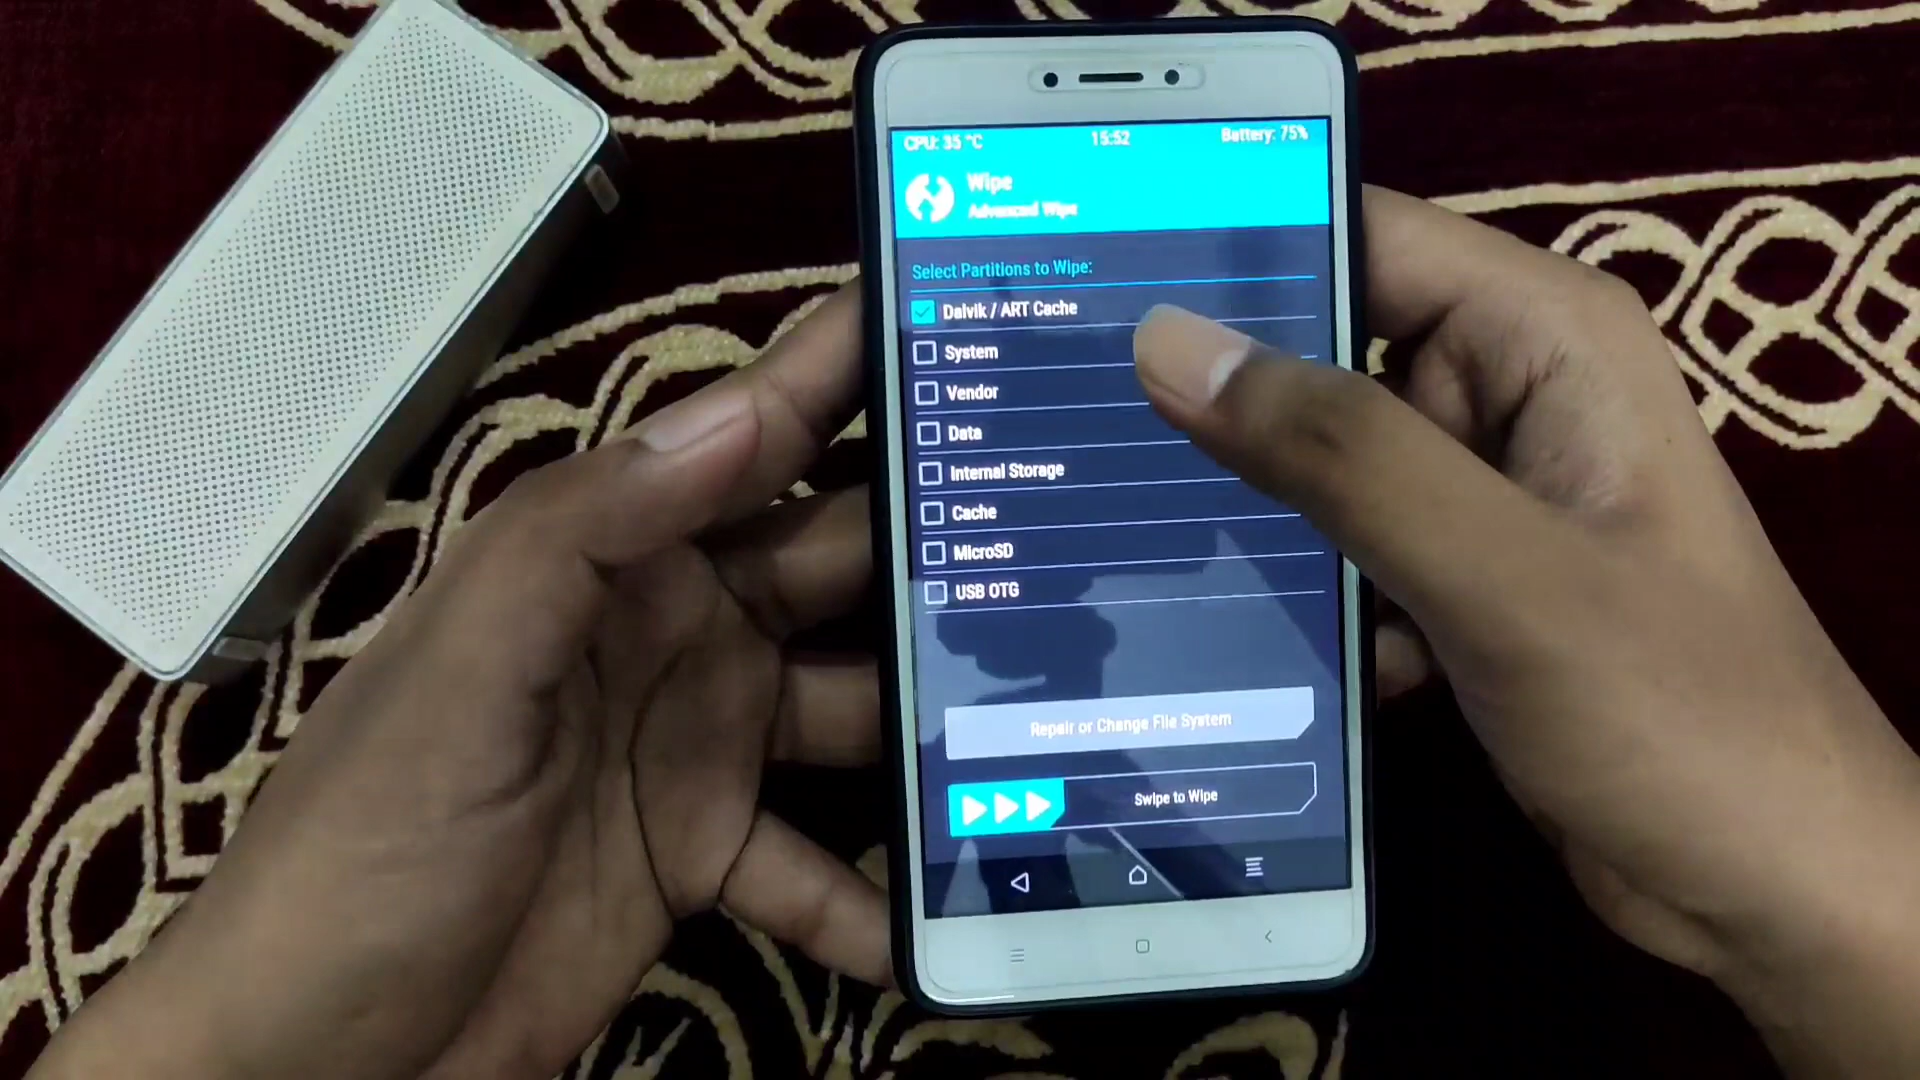 CPU: 35 °C 15:52 Battery: 75%
Wipe
Advanced Wipe
Select Partitions to Wipe:
Dalvik / ART Cache
System
Vendor
Data
Internal Storage
Cache
MicroSD
USB OTG
Repair or Change File System
Swipe to Wipe